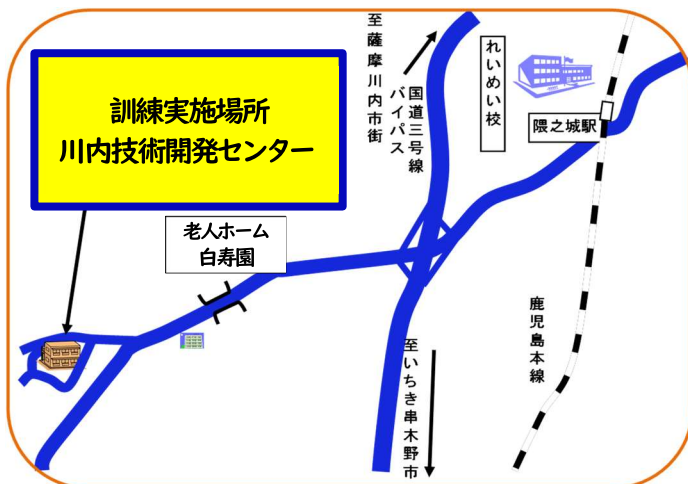 訓練実施場所
川内技術開発センター
老人ホーム
白寿園
至薩摩川内市街
国道三号線
バイパス
れいめい校
隈之城駅
鹿児島本線
至いちき串木野市